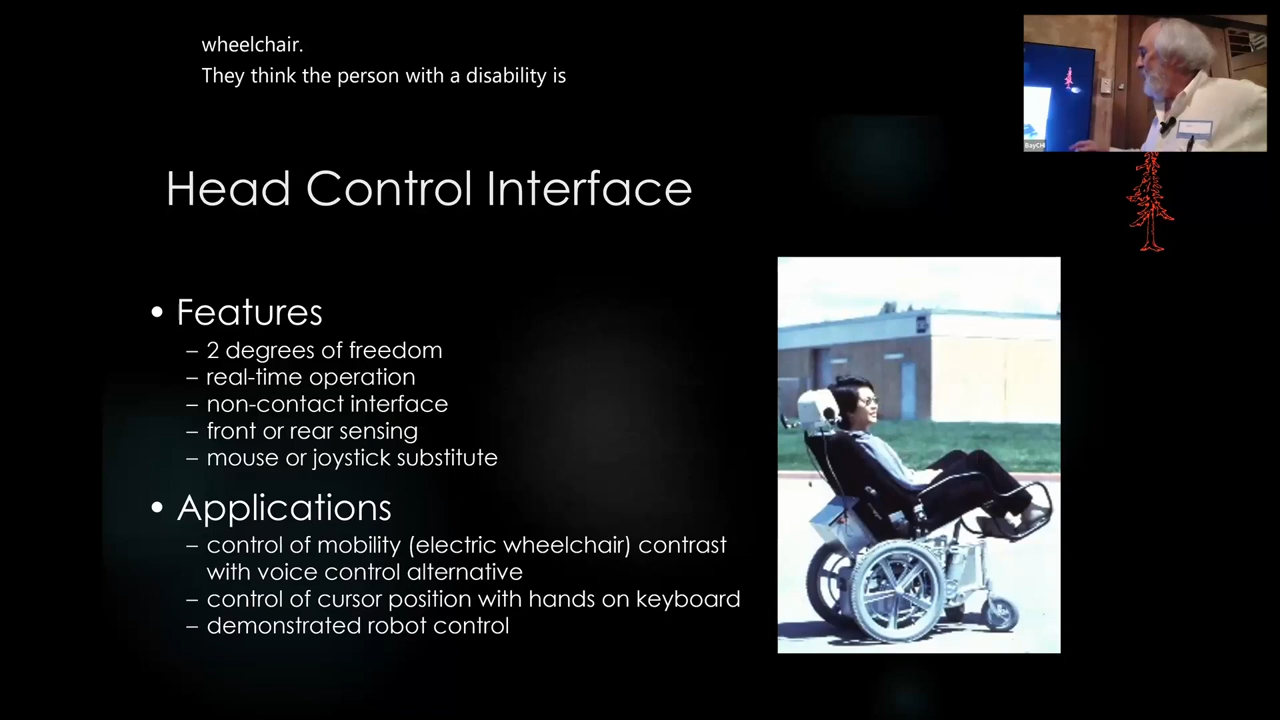 wheelchair.
They think the person with a disability is
BayCHI
Head Control Interface
• Features
– 2 degrees of freedom
– real-time operation
– non-contact interface
– front or rear sensing
– mouse or joystick substitute
• Applications
– control of mobility (electric wheelchair) contrast
with voice control alternative
– control of cursor position with hands on keyboard
– demonstrated robot control